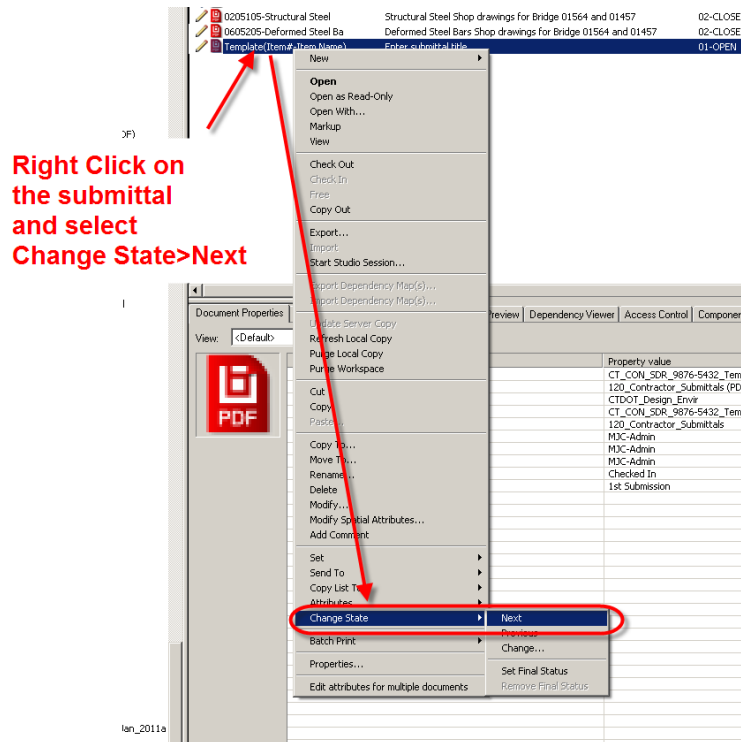 0205105-Structural Steel Structural Steel Shop drawings for Bridge 01564 and 01457 02-CLOSE
0605205-Deformed Steel Ba Deformed Steel Bars Shop drawings for Bridge 01564 and 01457 02-CLOSE
Template(Item#-Item Name) Enter submittal title 01-OPEN
New
Open
Open as Read-Only
Open With...
Markup
View
Check Out
Check In
Free
Copy Out
Export...
Import
Start Studio Session...
Export Dependency Map(s)...
Import Dependency Map(s)...
Update Server Copy
Refresh Local Copy
Purge Local Copy
Purge Workspace
Cut
Copy
Paste...
Copy To...
Move To...
Rename...
Delete
Modify...
Modify Spatial Attributes...
Add Comment
Set
Send To
Copy List To
Attributes
Change State
Batch Print
Properties...
Edit attributes for multiple documents
Next
Previous
Change...
Set Final Status
Remove Final Status
Right Click on
the submittal
and select
Change State>Next
Document Properties Preview Dependency Viewer Access Control Componen
View: <Default>
PDF
Property value
CT_CON_SDR_9876-5432_Tem
120_Contractor_Submittals (PD
CTDOT_Design_Envir
CT_CON_SDR_9876-5432_Tem
120_Contractor_Submittals
MJC-Admin
MJC-Admin
MJC-Admin
Checked In
1st Submission
Jan_2011a